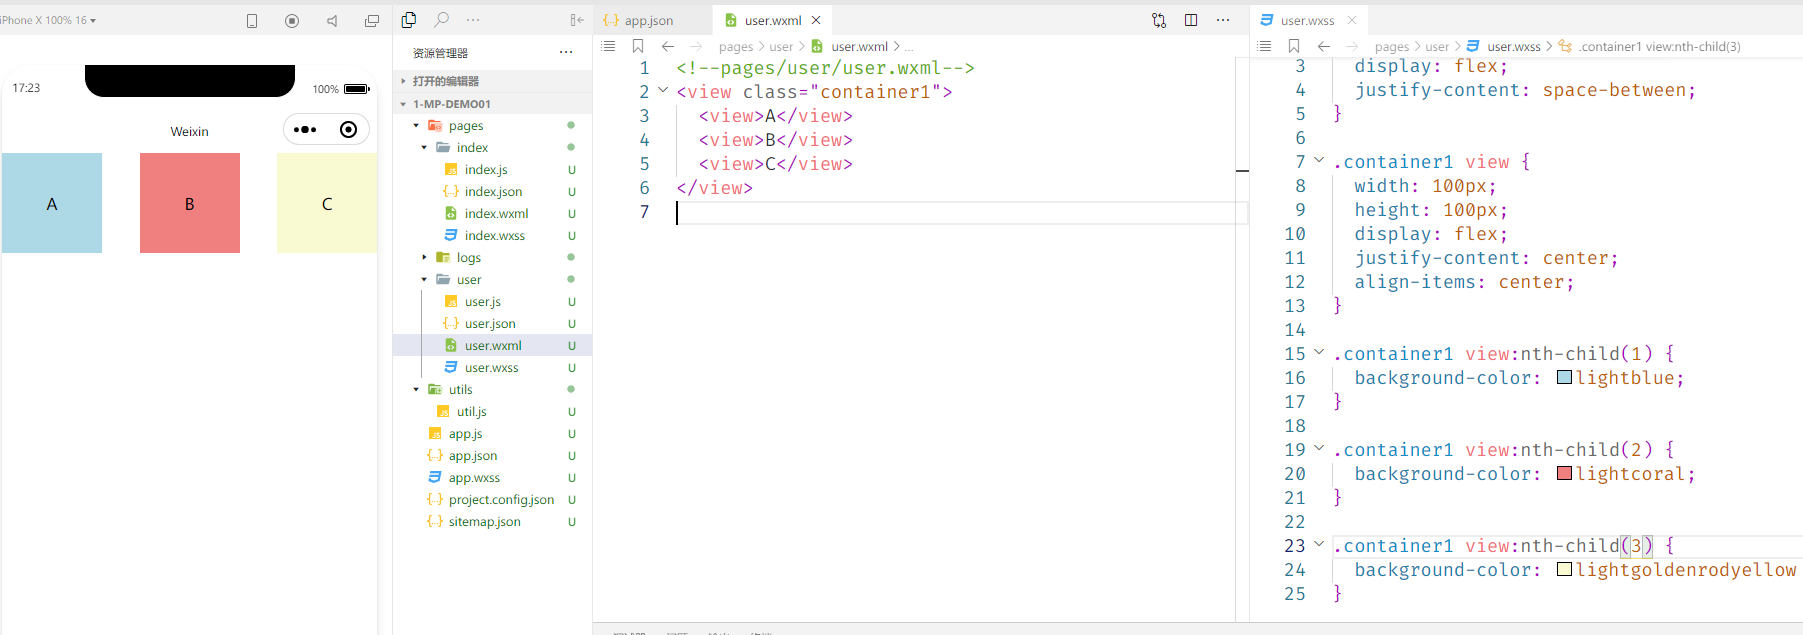 iPhone X 100% 16
17:23
100%
Weixin
A
B
C
资源管理器
打开的编辑器
1-MP-DEMO01
pages
index
index.js U
index.json U
index.wxml U
index.wxss U
logs
user
user.js U
user.json U
user.wxml U
user.wxss U
utils
util.js U
app.js U
app.json U
app.wxss U
project.config.json U
sitemap.json U
app.json
user.wxml
pages > user > user.wxml > ...
1 <!--pages/user/user.wxml-->
2 <view class="container1">
3 <view>A</view>
4 <view>B</view>
5 <view>C</view>
6 </view>
7
user.wxss
pages > user > user.wxss > .container1 view:nth-child(3)
3 display: flex;
4 justify-content: space-between;
5 }
6
7 .container1 view {
8 width: 100px;
9 height: 100px;
10 display: flex;
11 justify-content: center;
12 align-items: center;
13 }
14
15 .container1 view:nth-child(1) {
16 background-color: lightblue;
17 }
18
19 .container1 view:nth-child(2) {
20 background-color: lightcoral;
21 }
22
23 .container1 view:nth-child(3) {
24 background-color: lightgoldenrodyellow
25 }